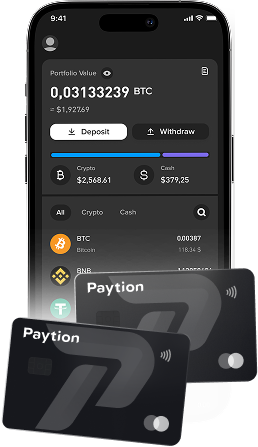 9:41
Portfolio Value
0,03133239 BTC
≈ $1,927.69
Deposit Withdraw
Crypto Cash
$2,568.61 $379,25
All Crypto Cash
BTC 0.00387
Bitcoin 118.34 $
BNB
Paytion
Paytion